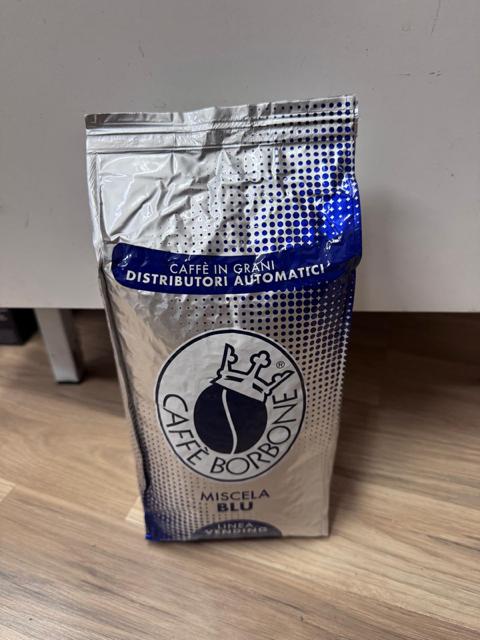 CAFFÈ IN GRANI
DISTRIBUTORI AUTOMATICI
®
CAFFÈ BORBONE
MISCELA
BLU
LINEA
VENDING